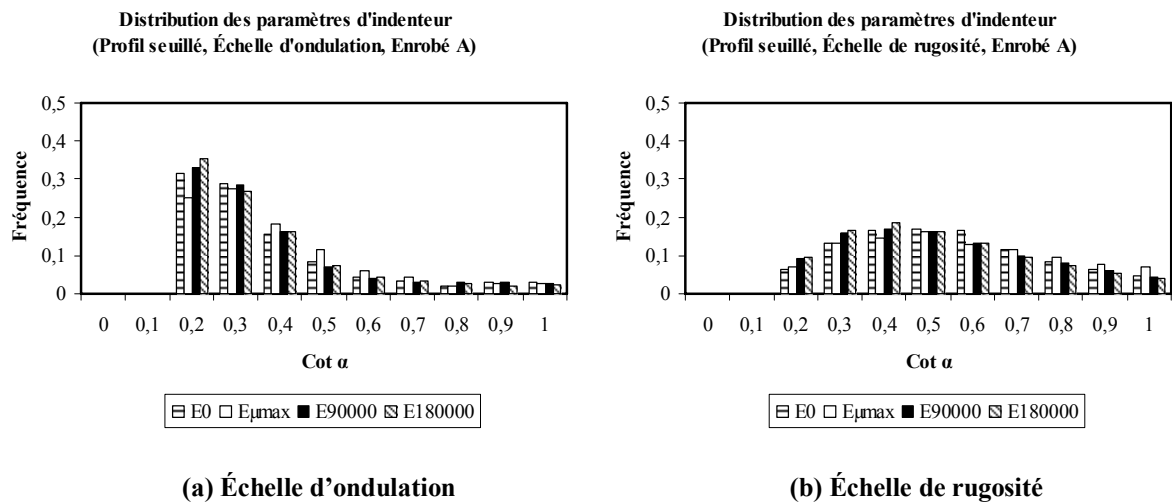 Distribution des paramètres d'indenteur
(Profil seuillé, Échelle d'ondulation, Enrobé A)
0,5
0,4
0,3
0,2
0,1
0
Fréquence
0 0,1 0,2 0,3 0,4 0,5 0,6 0,7 0,8 0,9 1
Cot α
E0 Eμmax E90000 E180000
(a) Échelle d’ondulation
Distribution des paramètres d'indenteur
(Profil seuillé, Échelle de rugosité, Enrobé A)
0,5
0,4
0,3
0,2
0,1
0
Fréquence
0 0,1 0,2 0,3 0,4 0,5 0,6 0,7 0,8 0,9 1
Cot α
E0 Eμmax E90000 E180000
(b) Échelle de rugosité